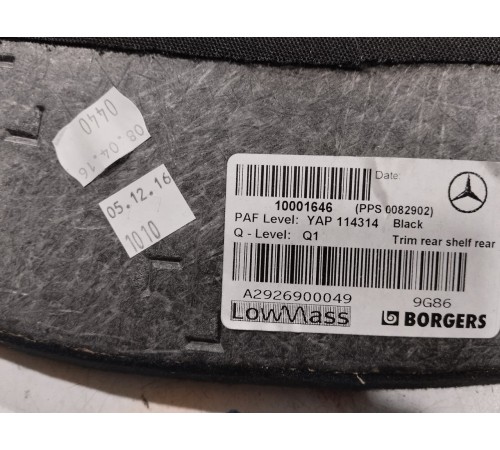 0440
08.04.16
05.12.16
1010
Date:
10001646 (PPS 0082902)
PAF Level: YAP 114314 Black
Q - Level: Q1 Trim rear shelf rear
A2926900049 9G86
LowMass BORGERS